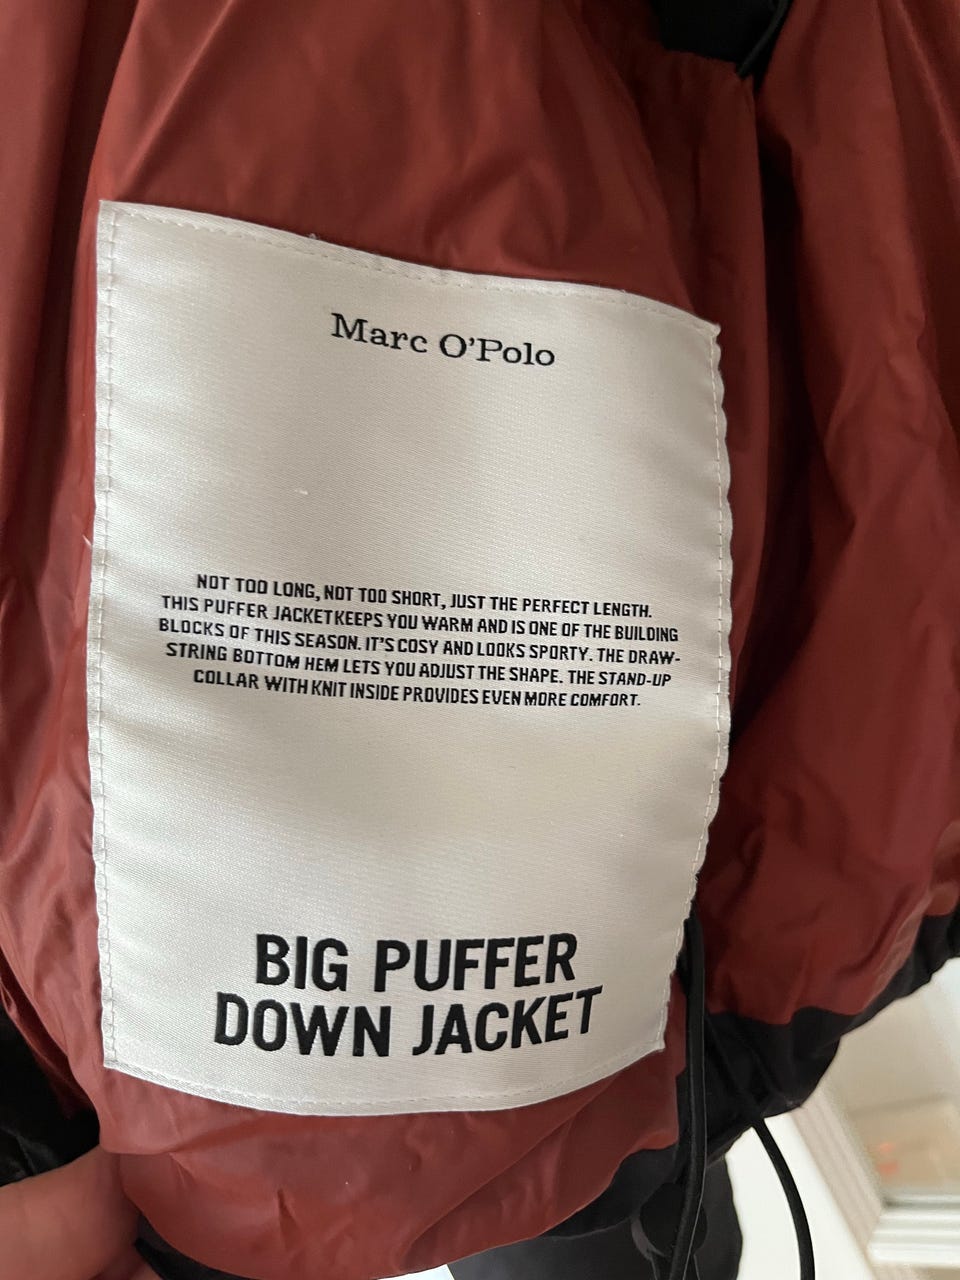 Marc O'Polo
NOT TOO LONG, NOT TOO SHORT, JUST THE PERFECT LENGTH.
THIS PUFFER JACKET KEEPS YOU WARM AND IS ONE OF THE BUILDING
BLOCKS OF THIS SEASON. IT'S COSY AND LOOKS SPORTY. THE DRAW-
STRING BOTTOM HEM LETS YOU ADJUST THE SHAPE. THE STAND-UP
COLLAR WITH KNIT INSIDE PROVIDES EVEN MORE COMFORT.
BIG PUFFER
DOWN JACKET